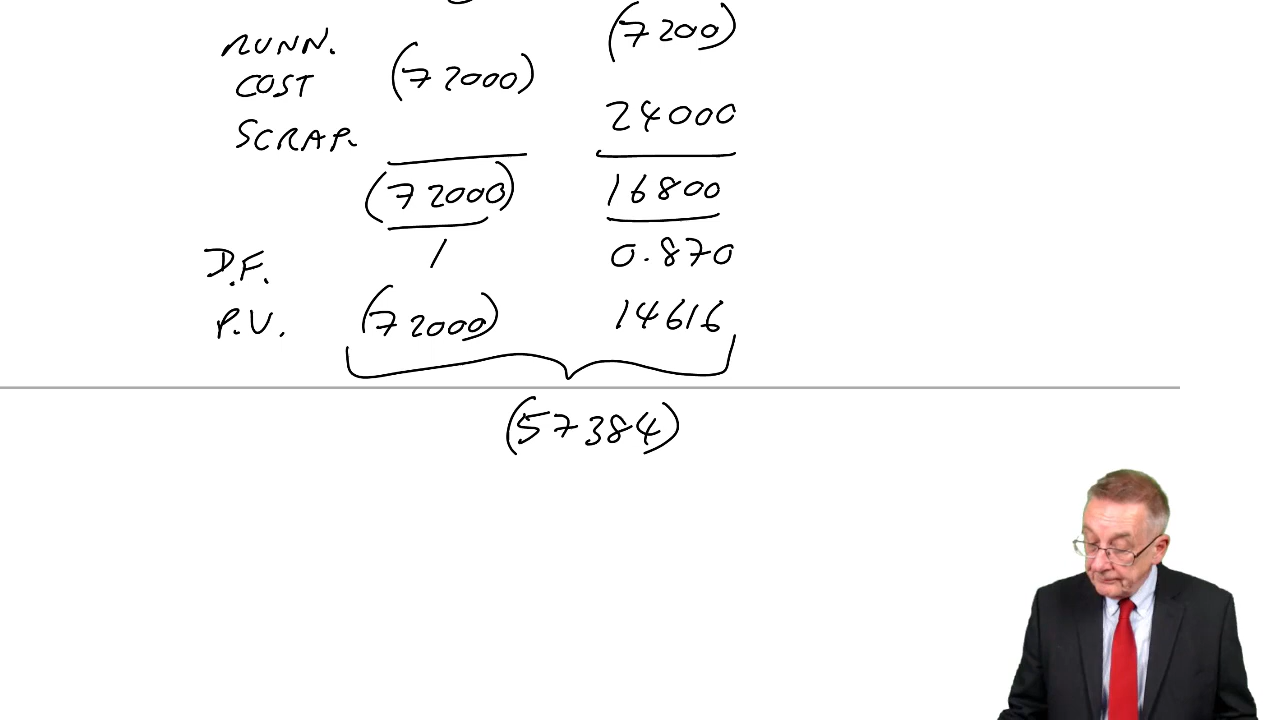 (7200)
RUNN.
COST (72000)
24000
SCRAP.
(72000) 16800
D.F. 1 0.870
P.V. (72000) 14616
(57384)